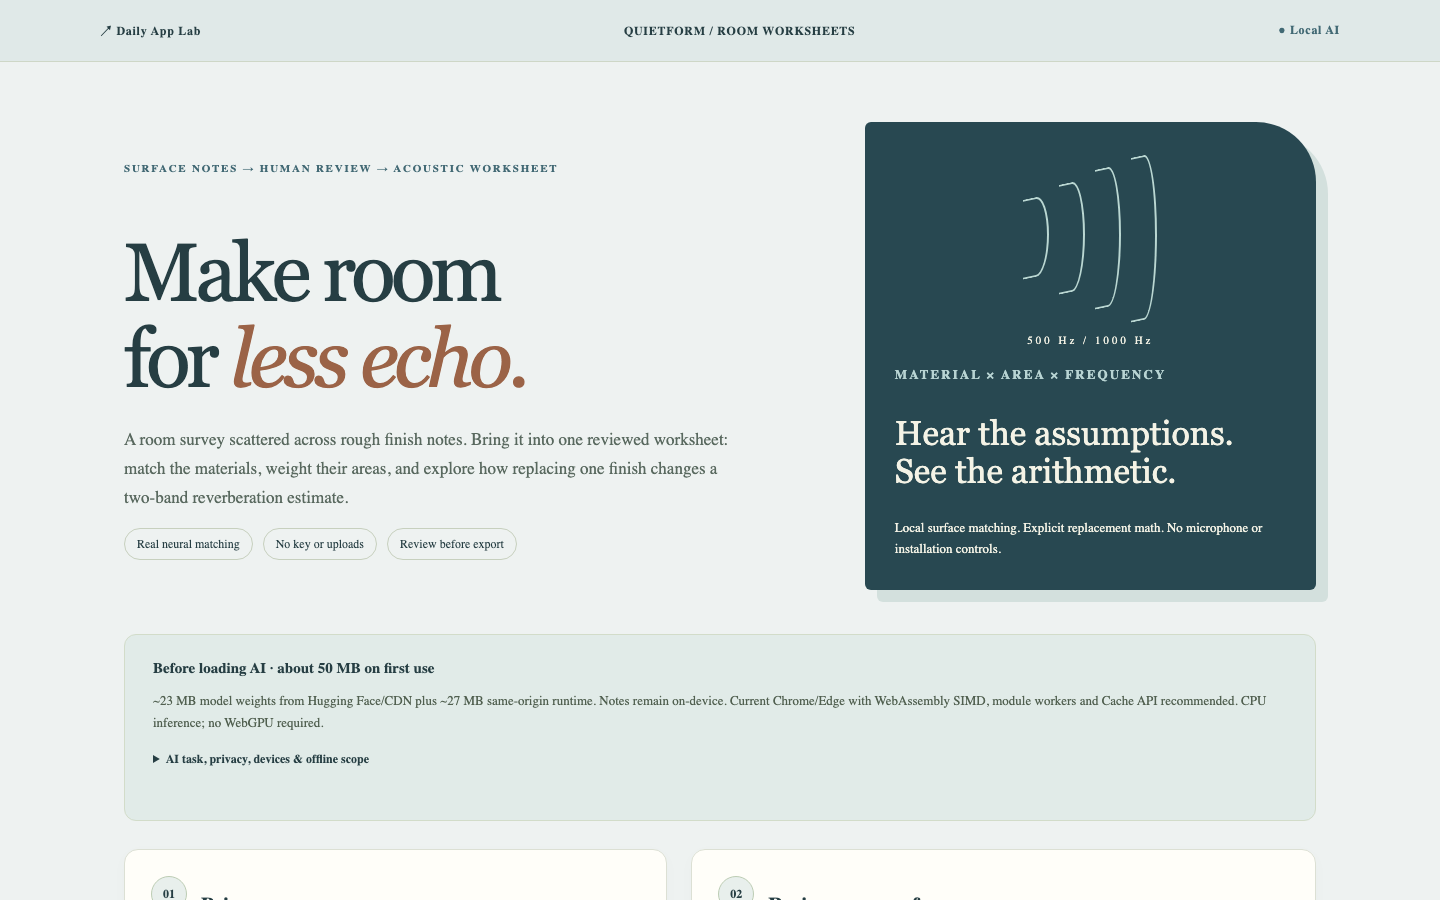 ↗ Daily App Lab
QUIETFORM / ROOM WORKSHEETS
● Local AI
SURFACE NOTES → HUMAN REVIEW → ACOUSTIC WORKSHEET
Make room
for less echo.
A room survey scattered across rough finish notes. Bring it into one reviewed worksheet:
match the materials, weight their areas, and explore how replacing one finish changes a
two-band reverberation estimate.
Real neural matching
No key or uploads
Review before export
500 Hz / 1000 Hz
MATERIAL × AREA × FREQUENCY
Hear the assumptions.
See the arithmetic.
Local surface matching. Explicit replacement math. No microphone or
installation controls.
Before loading AI · about 50 MB on first use
~23 MB model weights from Hugging Face/CDN plus ~27 MB same-origin runtime. Notes remain on-device. Current Chrome/Edge with WebAssembly SIMD, module workers and Cache API recommended. CPU
inference; no WebGPU required.
▶ AI task, privacy, devices & offline scope
01
02